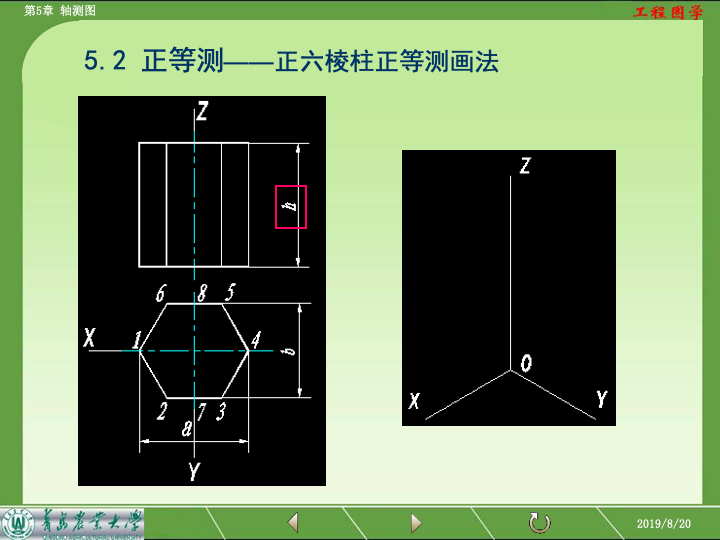 第5章 轴测图
工程图学
5.2 正等测——正六棱柱正等测画法
Z
h
6 8 5
X 1 4
b
2 7 3
a
Y
Z
O
X Y
青岛农业大学
2019/8/20